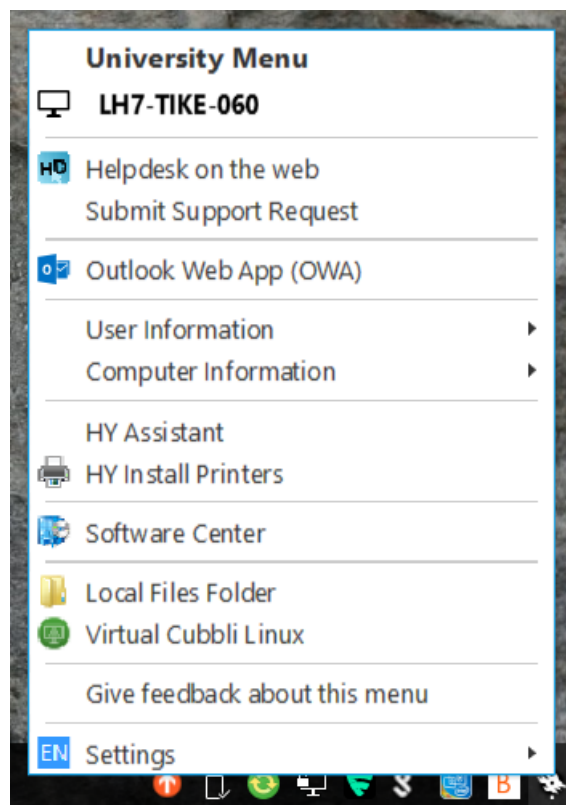 University Menu
LH7-TIKE-060
HD Helpdesk on the web
Submit Support Request
o Outlook Web App (OWA)
User Information
Computer Information
HY Assistant
HY Install Printers
Software Center
Local Files Folder
Virtual Cubbli Linux
Give feedback about this menu
EN Settings
B